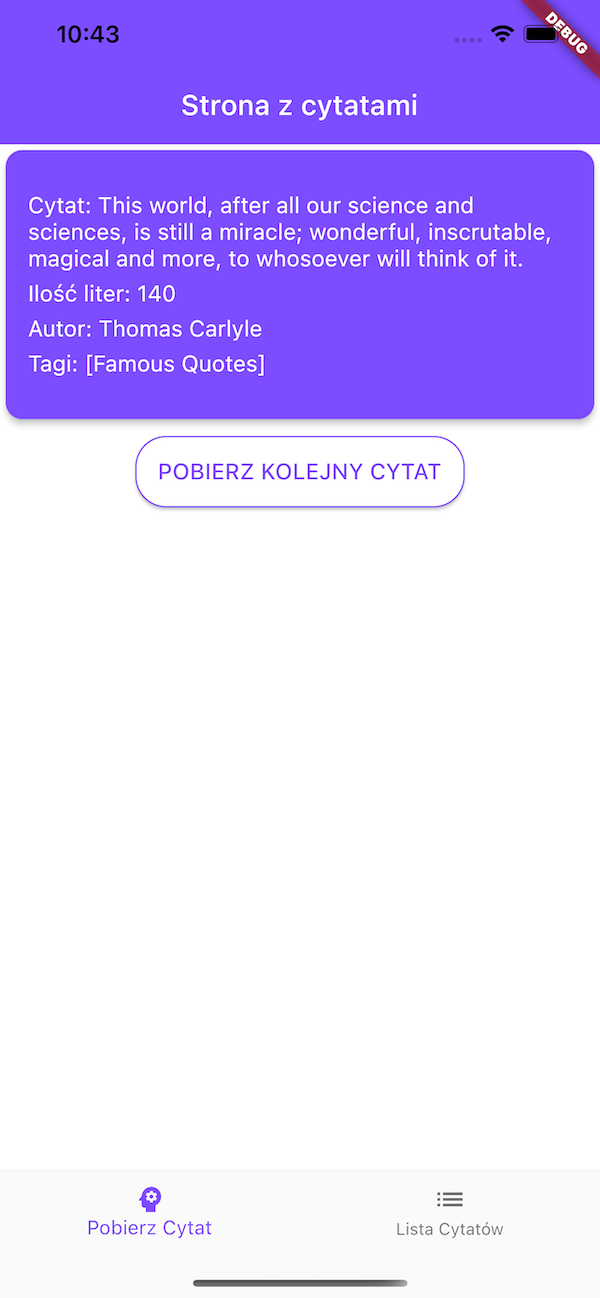 10:43
DEBUG
Strona z cytatami
Cytat: This world, after all our science and
sciences, is still a miracle; wonderful, inscrutable,
magical and more, to whosoever will think of it.
Ilość liter: 140
Autor: Thomas Carlyle
Tagi: [Famous Quotes]
POBIERZ KOLEJNY CYTAT
Pobierz Cytat
Lista Cytatów